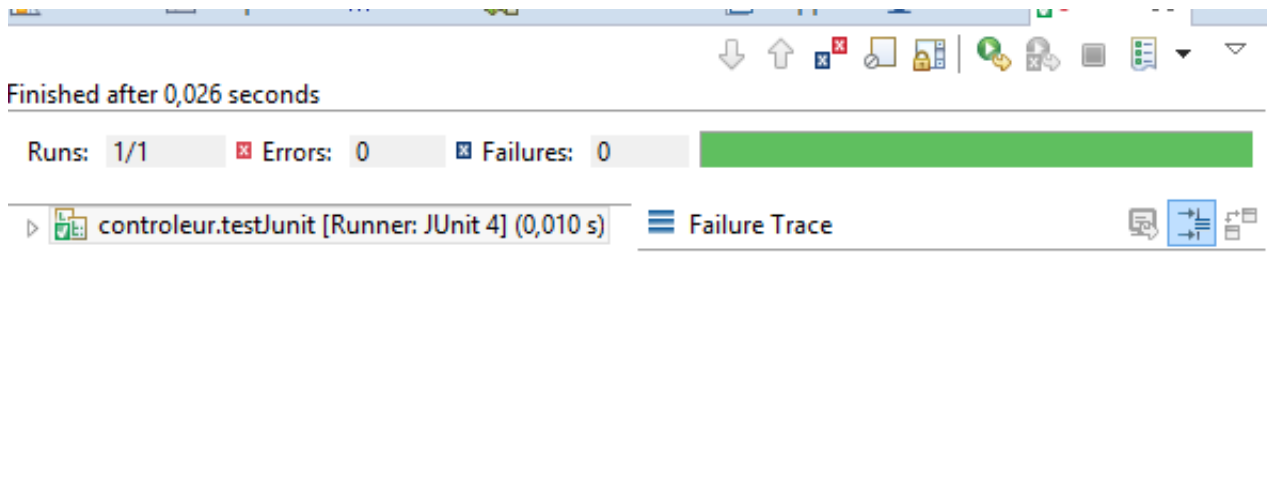 Finished after 0,026 seconds
Runs: 1/1 Errors: 0 Failures: 0
controleur.testJunit [Runner: JUnit 4] (0,010 s)
Failure Trace